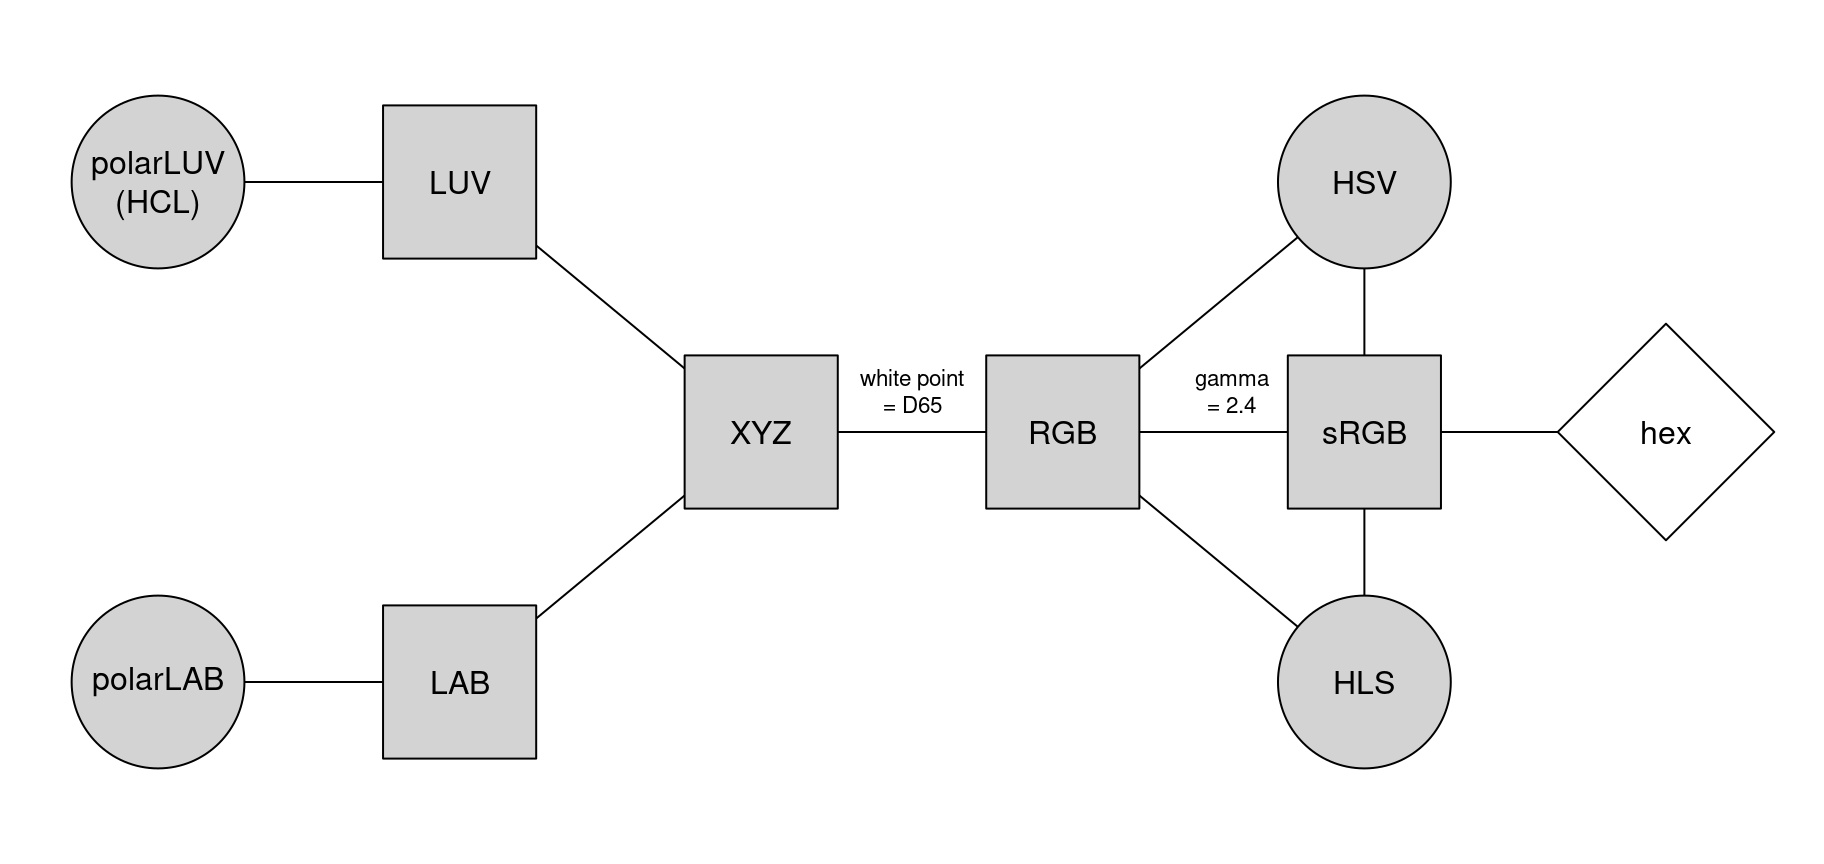 polarLUV
(HCL)
LUV
HSV
XYZ
white point
= D65
RGB
gamma
= 2.4
sRGB
hex
polarLAB
LAB
HLS